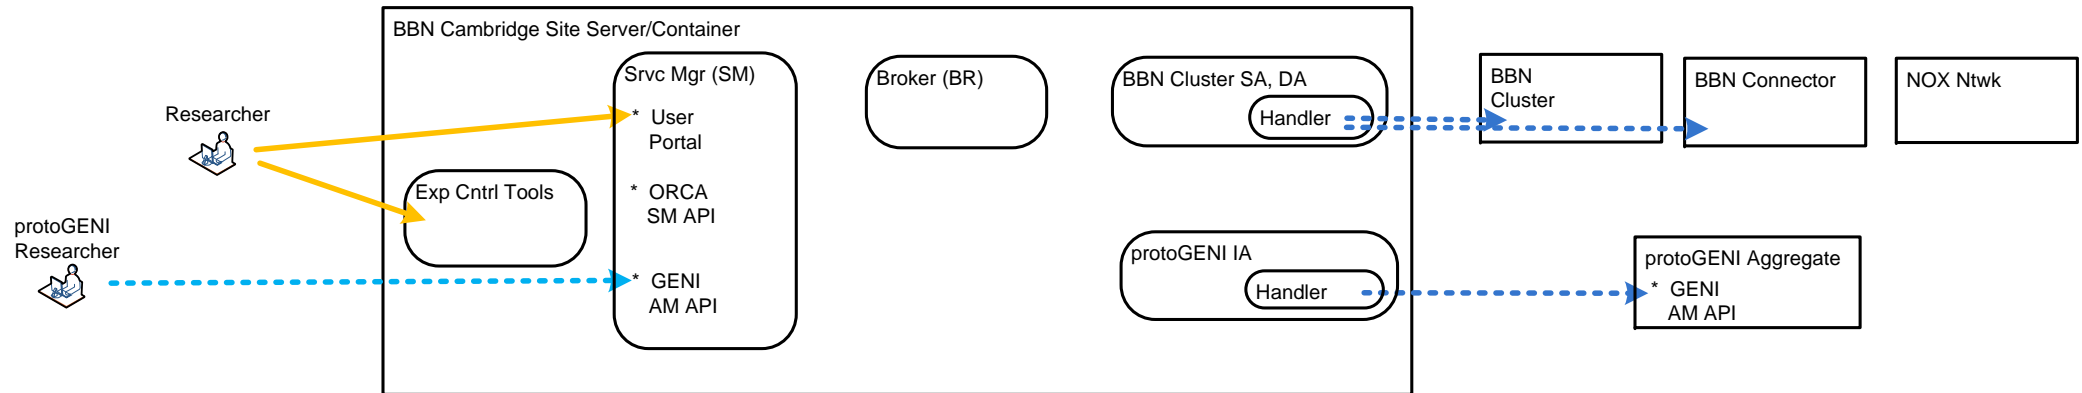 BBN Cambridge Site Server/Container
Researcher
protoGENI
Researcher
Exp Cntrl Tools
Srvc Mgr (SM)
* User
Portal
* ORCA
SM API
* GENI
AM API
Broker (BR)
BBN Cluster SA, DA
Handler
protoGENI IA
Handler
BBN
Cluster
BBN Connector
NOX Ntwk
protoGENI Aggregate
* GENI
AM API